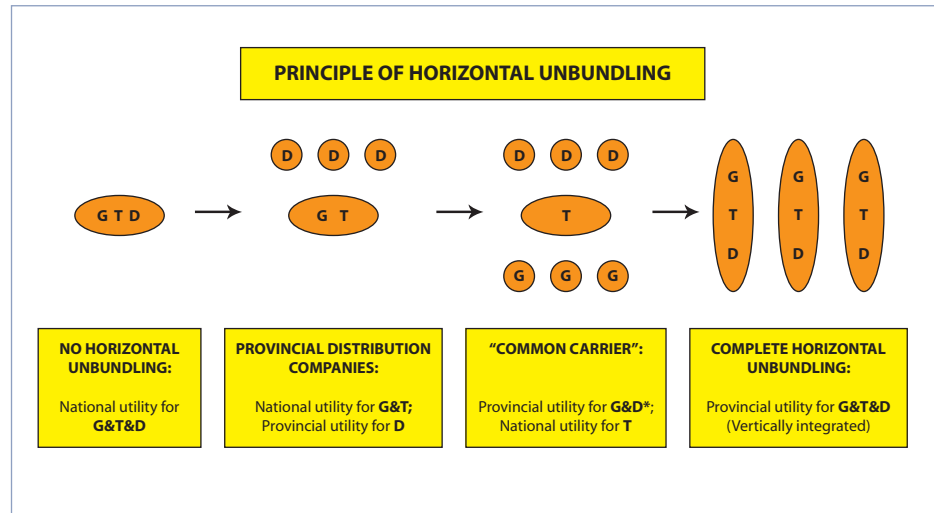 PRINCIPLE OF HORIZONTAL UNBUNDLING
D D D
G T D
G T
D D D
T
G G G
G
T
D
G
T
D
G
T
D
NO HORIZONTAL
UNBUNDLING:
National utility for
G&T&D
PROVINCIAL DISTRIBUTION
COMPANIES:
National utility for G&T;
Provincial utility for D
“COMMON CARRIER”:
Provincial utility for G&D*;
National utility for T
COMPLETE HORIZONTAL
UNBUNDLING:
Provincial utility for G&T&D
(Vertically integrated)